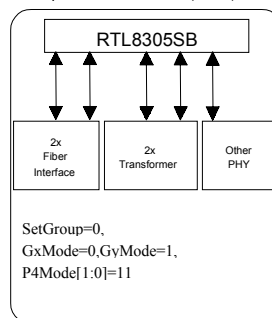 RTL8305SB
2x
Fiber
Interface
2x
Transformer
Other
PHY
SetGroup=0,
GxMode=0,GyMode=1,
P4Mode[1:0]=11